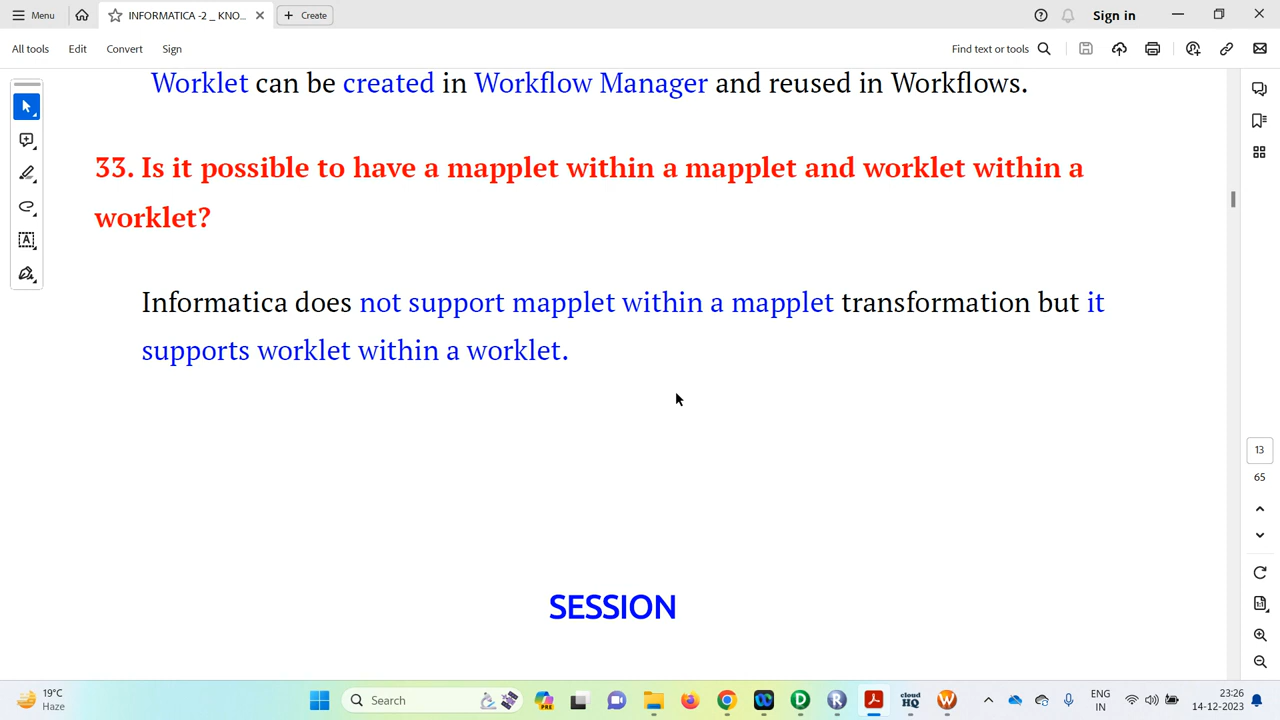 Menu
INFORMATICA -2 _ KNO...
Create
Sign in
All tools Edit Convert Sign
Find text or tools
Worklet can be created in Workflow Manager and reused in Workflows.
33. Is it possible to have a mapplet within a mapplet and worklet within a
worklet?
Informatica does not support mapplet within a mapplet transformation but it
supports worklet within a worklet.
13
65
SESSION
19°C
Haze
Search
PRE
cloud
HQ
ENG
IN
23:26
14-12-2023